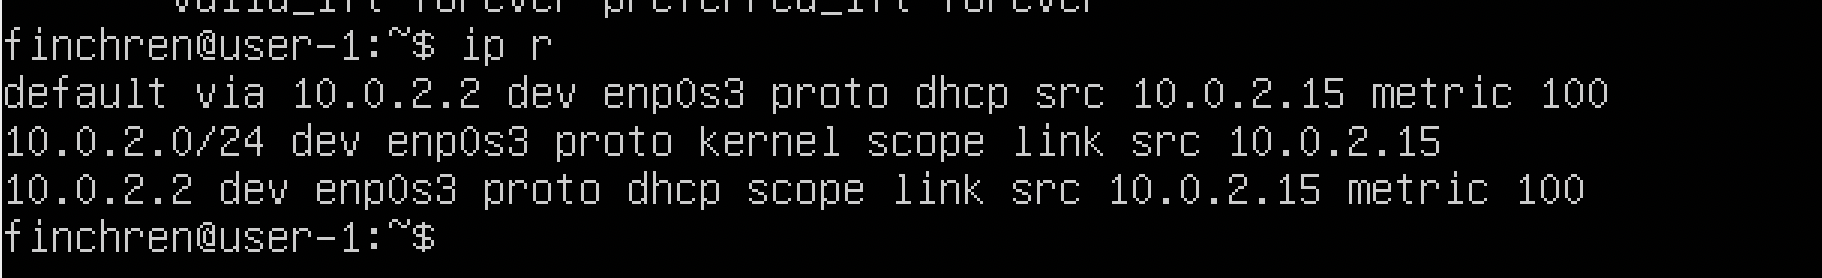 valid_lft forever preferred_lft forever
finchren@user-1:~$ ip r
default via 10.0.2.2 dev enp0s3 proto dhcp src 10.0.2.15 metric 100
10.0.2.0/24 dev enp0s3 proto kernel scope link src 10.0.2.15
10.0.2.2 dev enp0s3 proto dhcp scope link src 10.0.2.15 metric 100
finchren@user-1:~$